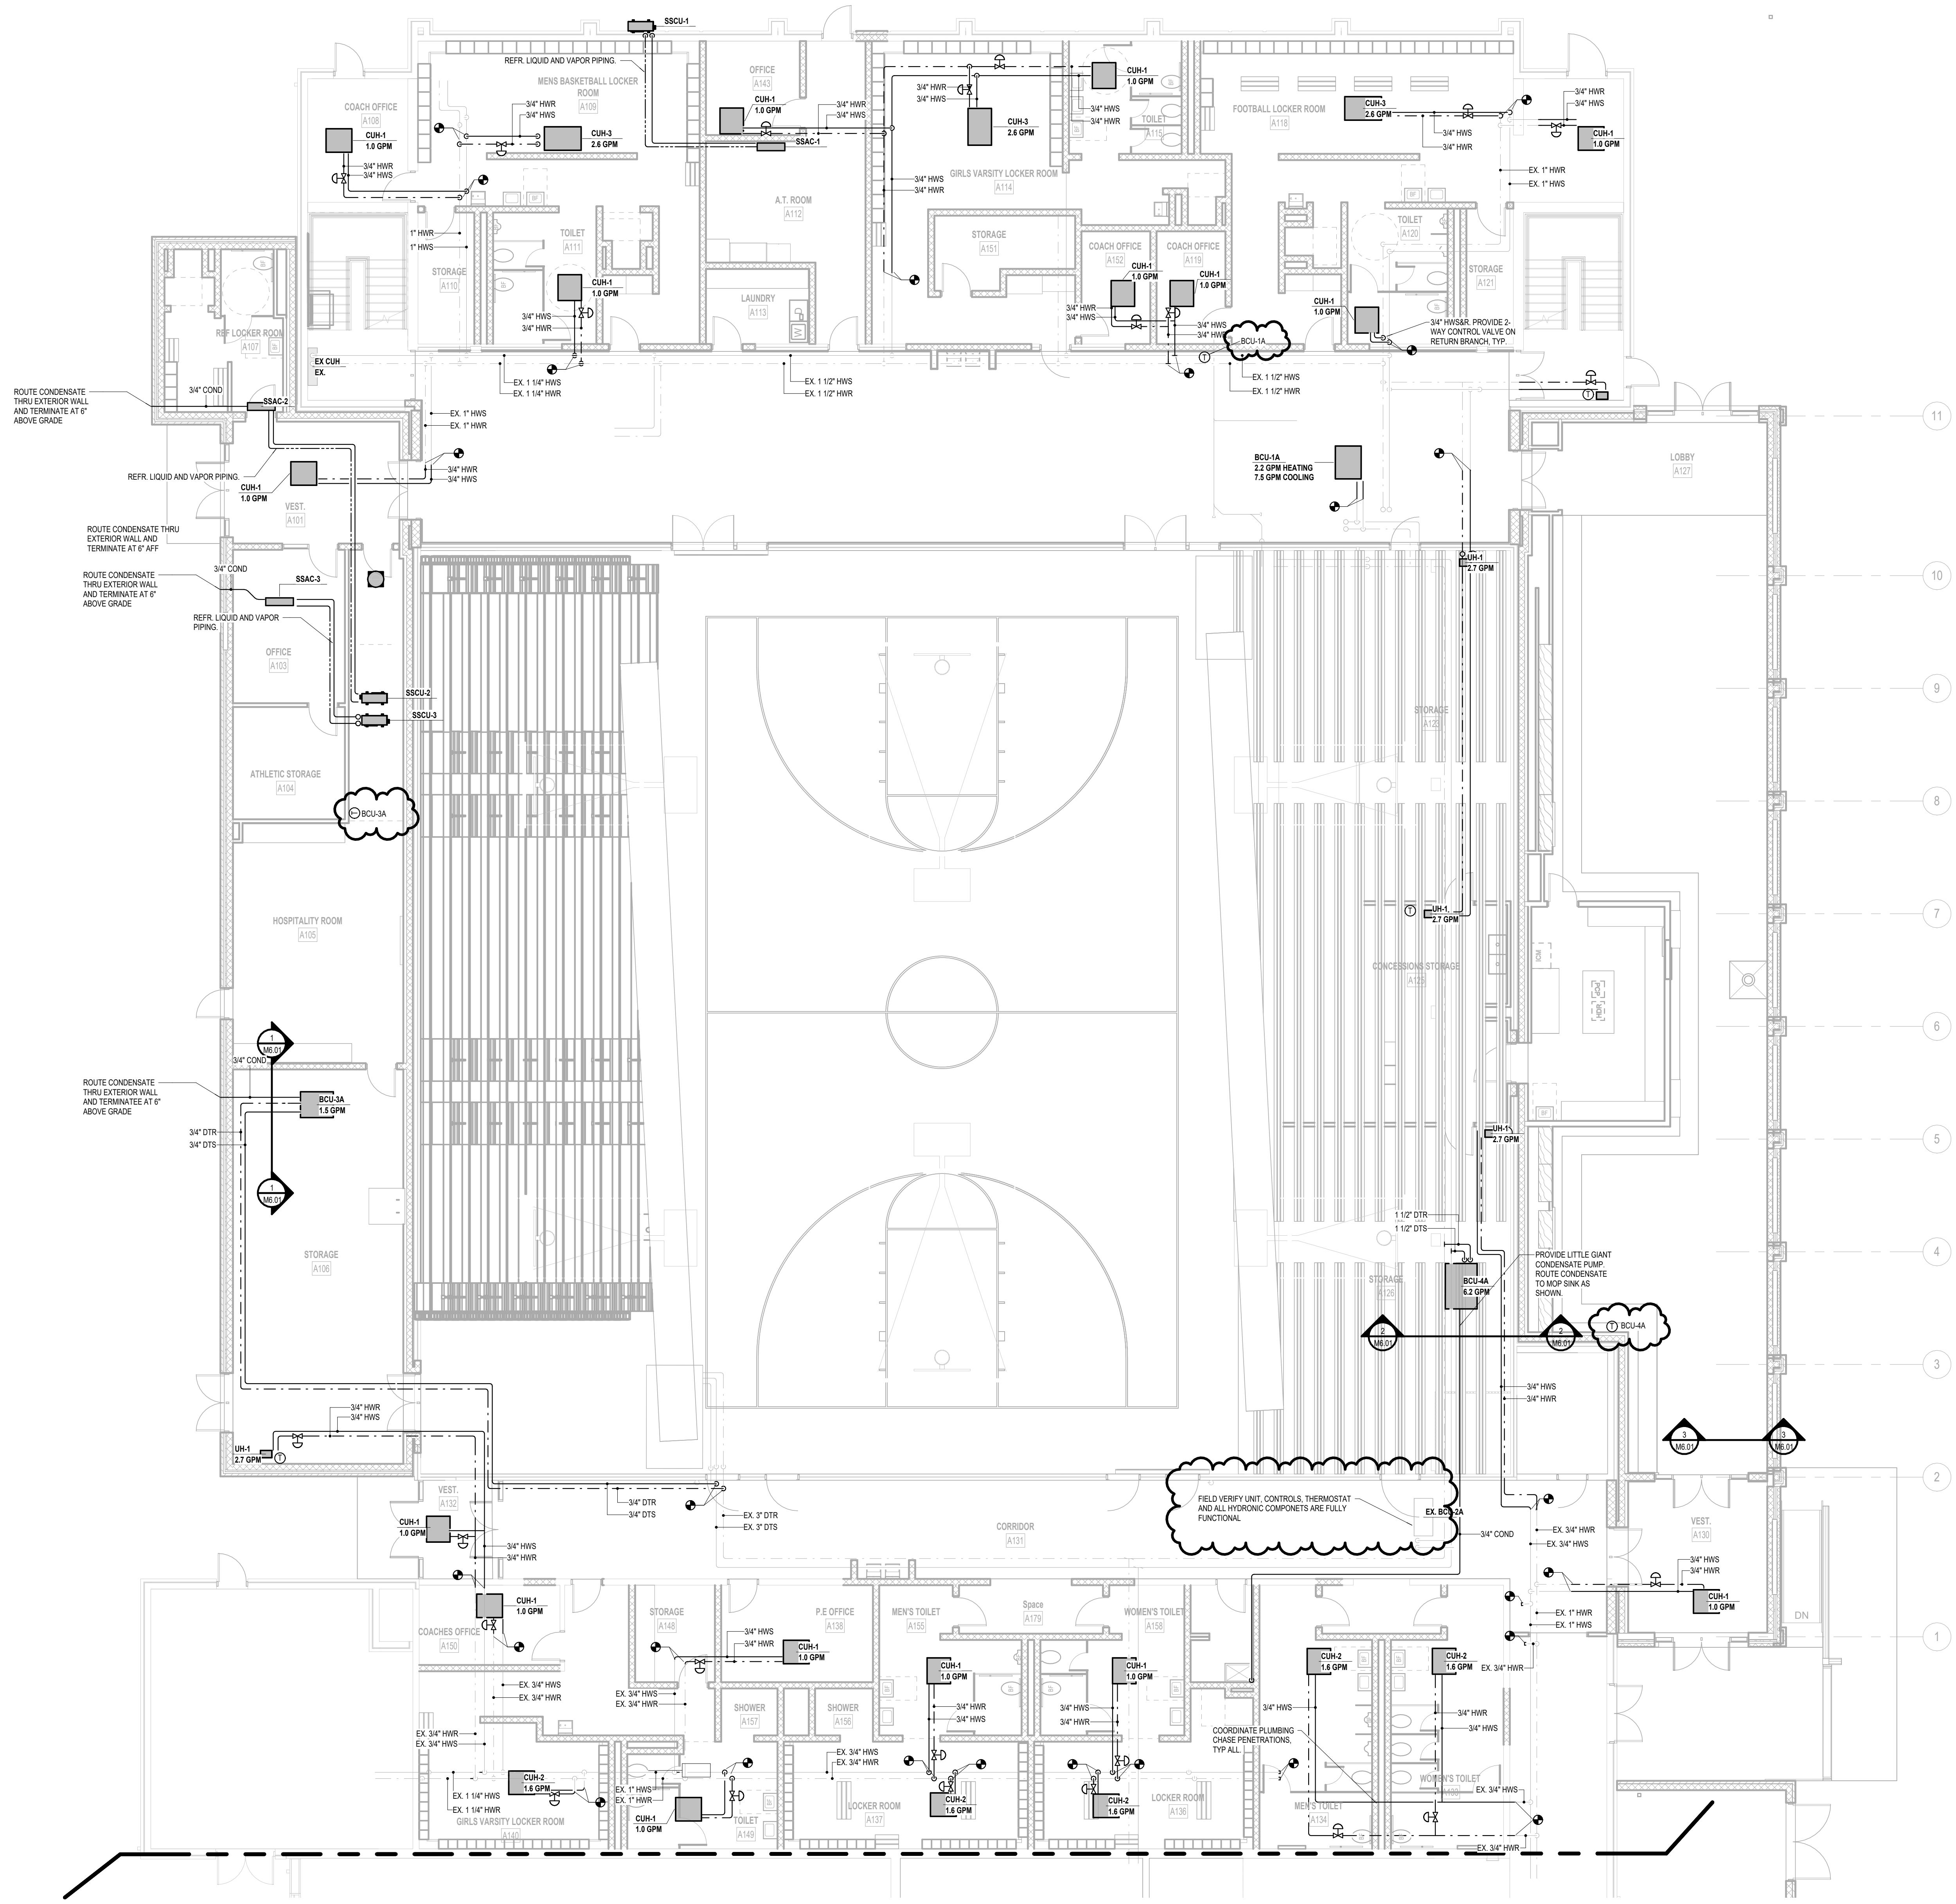 SSCU-1
REFR. LIQUID AND VAPOR PIPING.
MENS BASKETBALL LOCKER
ROOM
A109
OFFICE
A143
CUH-1
1.0 GPM
3/4" HWR
3/4" HWS
SSAC-1
COACH OFFICE
A108
CUH-1
1.0 GPM
3/4" HWR
3/4" HWS
3/4" HWR
3/4" HWS
CUH-3
2.6 GPM
3/4" HWR
3/4" HWS
CUH-3
2.6 GPM
CUH-1
1.0 GPM
3/4" HWS
3/4" HWR
TOILET
A115
FOOTBALL LOCKER ROOM
A118
CUH-3
2.6 GPM
3/4" HWS
3/4" HWR
3/4" HWR
3/4" HWS
CUH-1
1.0 GPM
EX. 1" HWR
EX. 1" HWS
GIRLS VARSITY LOCKER ROOM
A114
3/4" HWS
3/4" HWR
A.T. ROOM
A112
1" HWR
1" HWS
TOILET
A111
BF
STORAGE
A110
CUH-1
1.0 GPM
3/4" HWS
3/4" HWR
LAUNDRY
A113
W
D
STORAGE
A151
COACH OFFICE
A152
CUH-1
1.0 GPM
3/4" HWR
3/4" HWS
COACH OFFICE
A119
CUH-1
1.0 GPM
3/4" HWS
3/4" HWR
BCU-1A
T
TOILET
A120
BF
STORAGE
A121
CUH-1
1.0 GPM
3/4" HWS&R. PROVIDE 2-
WAY CONTROL VALVE ON
RETURN BRANCH, TYP.
REF LOCKER ROOM
A107
EX CUH
EX.
EX. 1 1/4" HWS
EX. 1 1/4" HWR
EX. 1 1/2" HWS
EX. 1 1/2" HWR
EX. 1 1/2" HWS
EX. 1 1/2" HWR
T
ROUTE CONDENSATE
THRU EXTERIOR WALL
AND TERMINATE AT 6"
ABOVE GRADE
3/4" COND
SSAC-2
EX. 1" HWS
EX. 1" HWR
11
REFR. LIQUID AND VAPOR PIPING.
CUH-1
1.0 GPM
3/4" HWR
3/4" HWS
VEST.
A101
BCU-1A
2.2 GPM HEATING
7.5 GPM COOLING
LOBBY
A127
ROUTE CONDENSATE THRU
EXTERIOR WALL AND
TERMINATE AT 6" AFF
3/4" COND
UH-1
2.7 GPM
10
ROUTE CONDENSATE
THRU EXTERIOR WALL
AND TERMINATE AT 6"
ABOVE GRADE
SSAC-3
REFR. LIQUID AND VAPOR
PIPING.
OFFICE
A103
SSCU-2
SSCU-3
9
STORAGE
A123
ATHLETIC STORAGE
A104
BCU-3A
8
HOSPITALITY ROOM
A105
T
UH-1
2.7 GPM
7
CONCESSIONS STORAGE
A125
ICM
PCP
HDR
6
1
M6.01
3/4" COND
ROUTE CONDENSATE
THRU EXTERIOR WALL
AND TERMINATEE AT 6"
ABOVE GRADE
BCU-3A
1.5 GPM
3/4" DTR
3/4" DTS
1
M6.01
BF
UH-1
2.7 GPM
5
STORAGE
A106
1 1/2" DTR
1 1/2" DTS
PROVIDE LITTLE GIANT
CONDENSATE PUMP.
ROUTE CONDENSATE
TO MOP SINK AS
SHOWN.
4
STORAGE
A126
BCU-4A
6.2 GPM
2
M6.01
2
M6.01
T
BCU-4A
3
3/4" HWS
3/4" HWR
3/4" HWR
3/4" HWS
UH-1
2.7 GPM
T
3
M6.01
3
M6.01
2
VEST.
A132
CUH-1
1.0 GPM
3/4" DTR
3/4" DTS
EX. 3" DTR
EX. 3" DTS
3/4" HWS
3/4" HWR
CORRIDOR
A131
FIELD VERIFY UNIT, CONTROLS, THERMOSTAT
AND ALL HYDRONIC COMPONETS ARE FULLY
FUNCTIONAL
EX. BCU-2A
3/4" COND
EX. 3/4" HWR
EX. 3/4" HWS
VEST.
A130
3/4" HWS
3/4" HWR
CUH-1
1.0 GPM
DN
CUH-1
1.0 GPM
COACHES OFFICE
A150
STORAGE
A148
P.E OFFICE
A138
3/4" HWS
3/4" HWR
CUH-1
1.0 GPM
MEN'S TOILET
A155
Space
A179
WOMEN'S TOILET
A158
EX. 1" HWR
EX. 1" HWS
1
CUH-1
1.0 GPM
CUH-1
1.0 GPM
CUH-2
1.6 GPM
CUH-2
1.6 GPM
EX. 3/4" HWR
EX. 3/4" HWS
EX. 3/4" HWR
EX. 3/4" HWS
EX. 3/4" HWR
SHOWER
A157
SHOWER
A156
3/4" HWR
3/4" HWS
3/4" HWS
3/4" HWR
3/4" HWS
3/4" HWR
3/4" HWS
EX. 3/4" HWR
EX. 3/4" HWS
COORDINATE PLUMBING
CHASE PENETRATIONS,
TYP ALL.
EX. 3/4" HWS
EX. 3/4" HWR
CUH-2
1.6 GPM
EX. 1 1/4" HWS
EX. 1 1/4" HWR
GIRLS VARSITY LOCKER ROOM
A140
EX. 1" HWS
EX. 1" HWR
CUH-1
1.0 GPM
TOILET
A149
LOCKER ROOM
A137
CUH-2
1.6 GPM
CUH-2
1.6 GPM
LOCKER ROOM
A136
MEN'S TOILET
A134
WOMEN'S TOILET
EX. 3/4" HWS
EX. 3/4" HWR